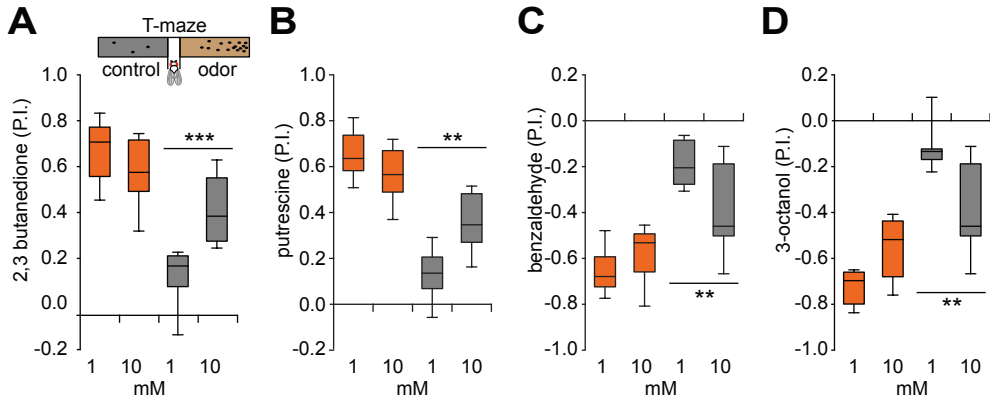 A
T-maze
control
odor
2,3 butanedione (P.I.)
1.0
0.8
0.6
0.4
0.2
0.0
-0.2
***
1 10 1 10
mM
B
putrescine (P.I.)
1.0
0.8
0.6
0.4
0.2
0.0
-0.2
**
1 10 1 10
mM
C
benzaldehyde (P.I.)
0.0
-0.2
-0.4
-0.6
-0.8
-1.0
**
1 10 1 10
mM
D
3-octanol (P.I.)
0.0
-0.2
-0.4
-0.6
-0.8
-1.0
**
1 10 1 10
mM